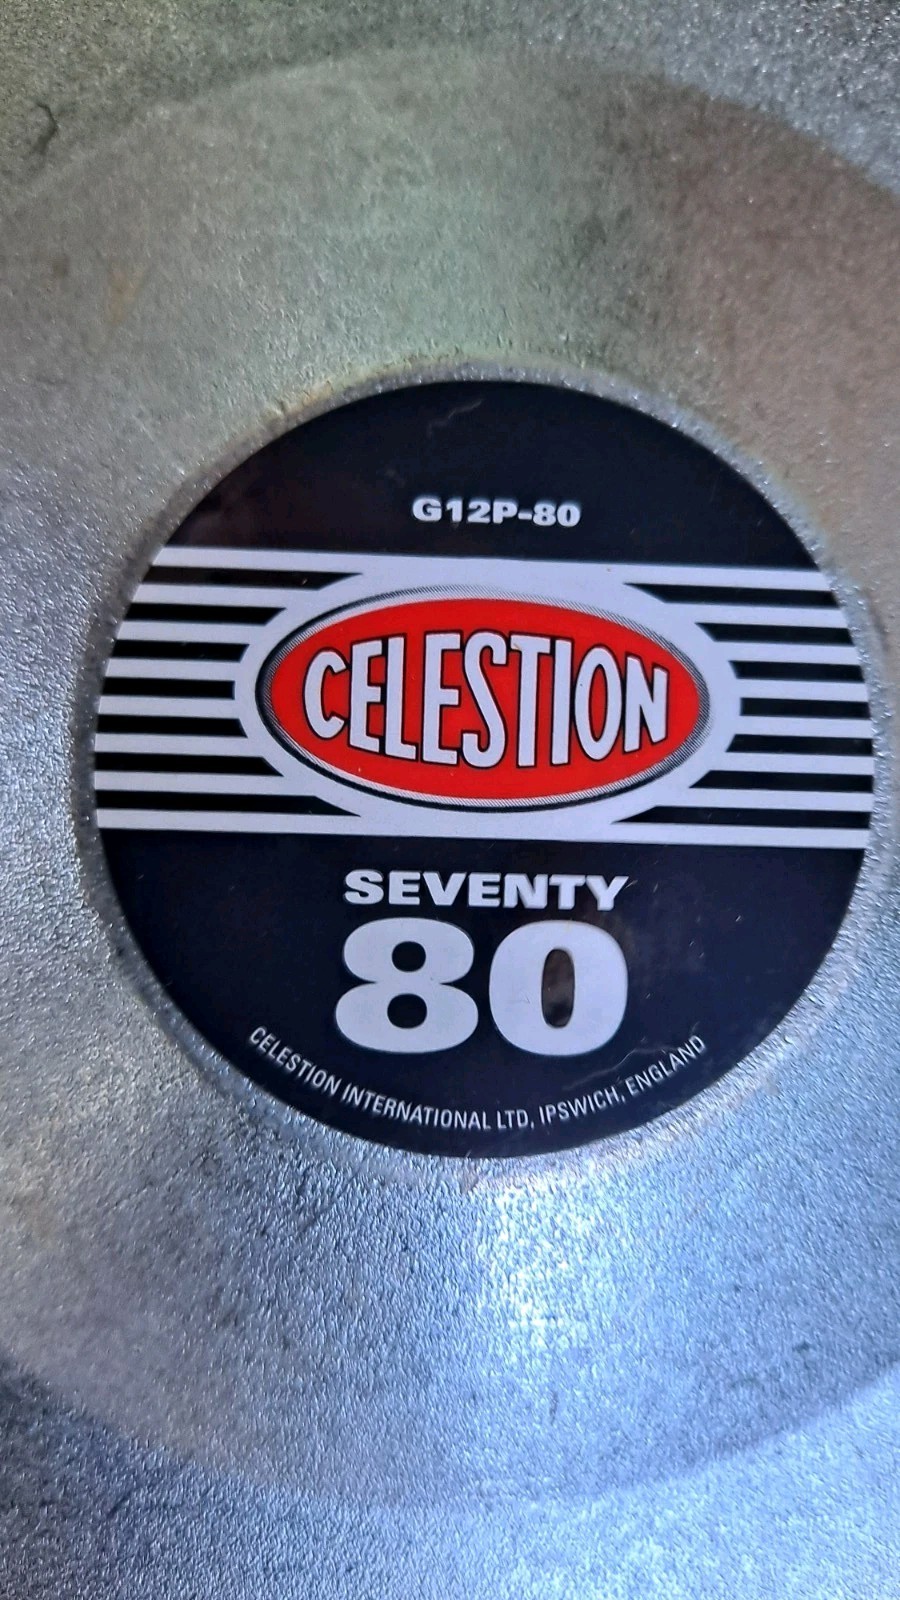 G12P-80
CELESTION
SEVENTY
80
CELESTION INTERNATIONAL LTD, IPSWICH, ENGLAND